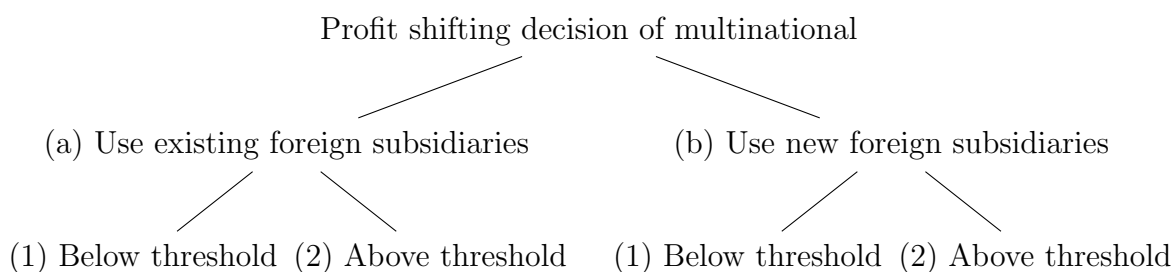 Profit shifting decision of multinational
(a) Use existing foreign subsidiaries (b) Use new foreign subsidiaries
(1) Below threshold (2) Above threshold (1) Below threshold (2) Above threshold